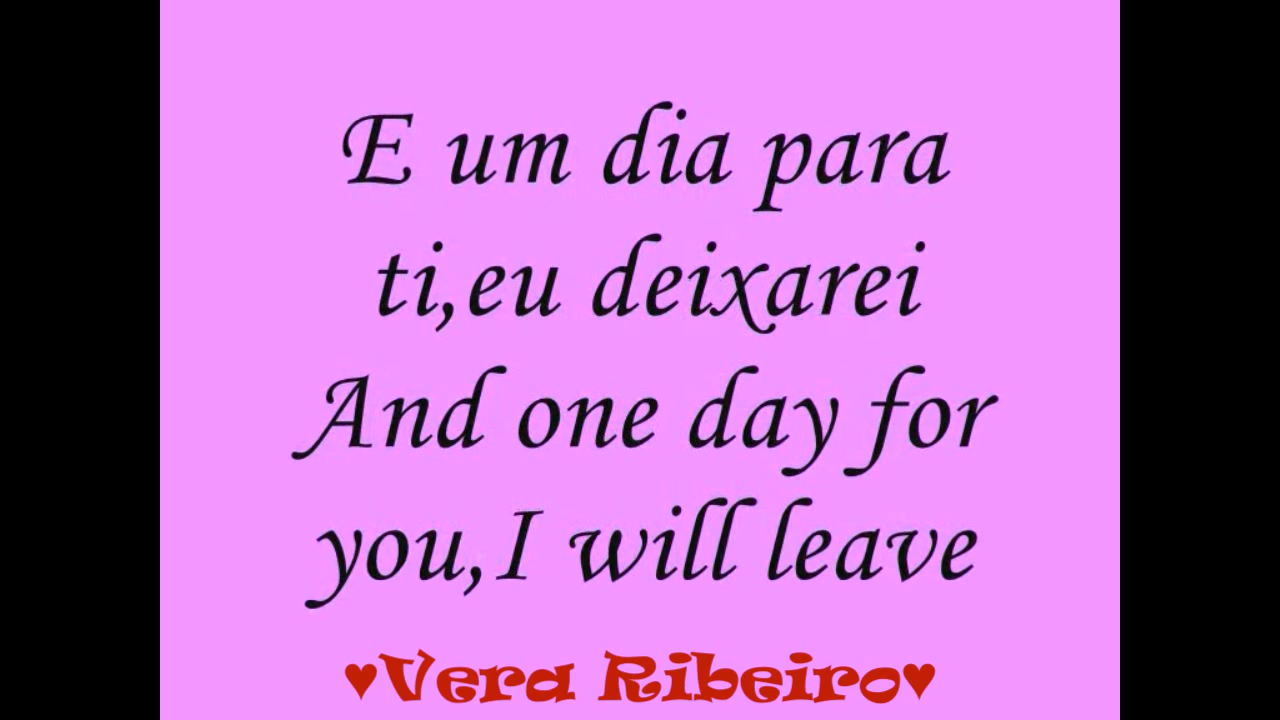 E um dia para
ti,eu deixarei
And one day for
you,I will leave
♥Vera Ribeiro♥